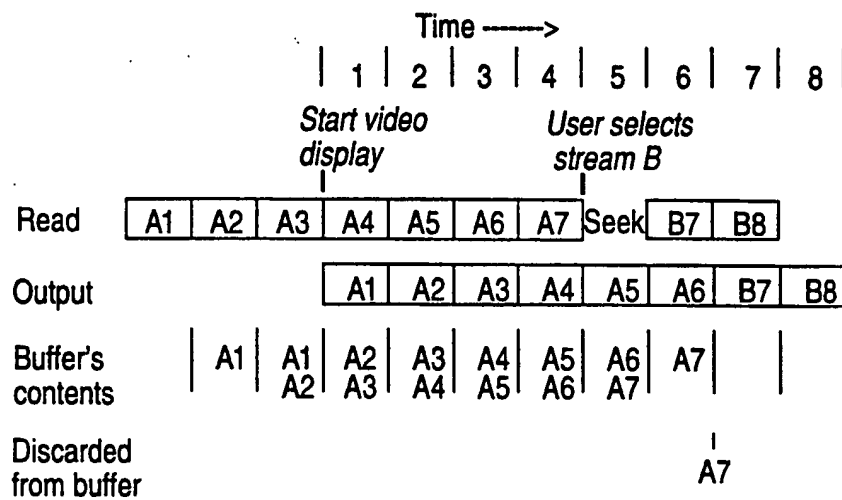 Time ------>
1 2 3 4 5 6 7 8
Start video User selects
display stream B
Read A1 A2 A3 A4 A5 A6 A7 Seek B7 B8
Output A1 A2 A3 A4 A5 A6 B7 B8
Buffer's A1 A1 A2 A3 A4 A5 A6 A7
contents A2 A3 A4 A5 A6 A7
Discarded
from buffer A7